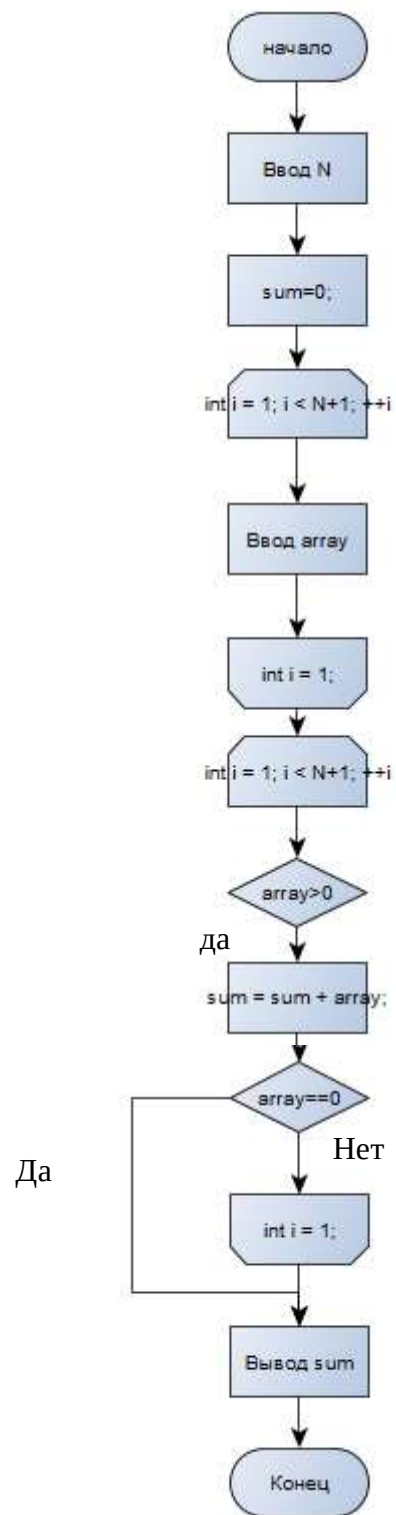 начало
Ввод N
sum=0;
int i = 1; i < N+1; ++i
Ввод array
int i = 1;
int i = 1; i < N+1; ++i
array>0
да
sum = sum + array;
array==0
Нет
Да
int i = 1;
Вывод sum
Конец